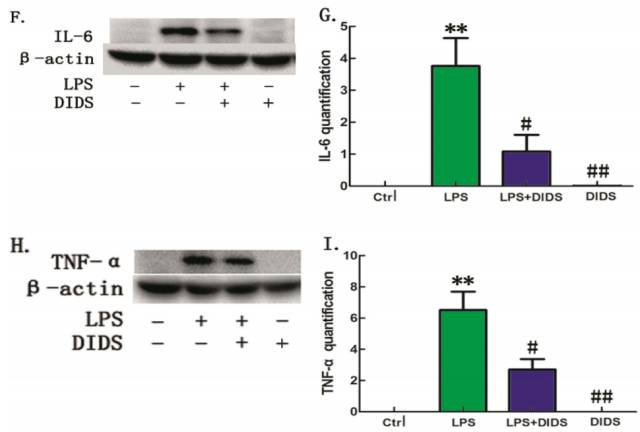 F.
IL-6
β-actin
LPS - + + -
DIDS - - + +
G.
IL-6 quantification
5
4
3
2
1
0
**
#
##
Ctrl LPS LPS+DIDS DIDS
H.
TNF-α
β-actin
LPS - + + -
DIDS - - + +
I.
TNF-α quantification
10
8
6
4
2
0
**
#
##
Ctrl LPS LPS+DIDS DIDS